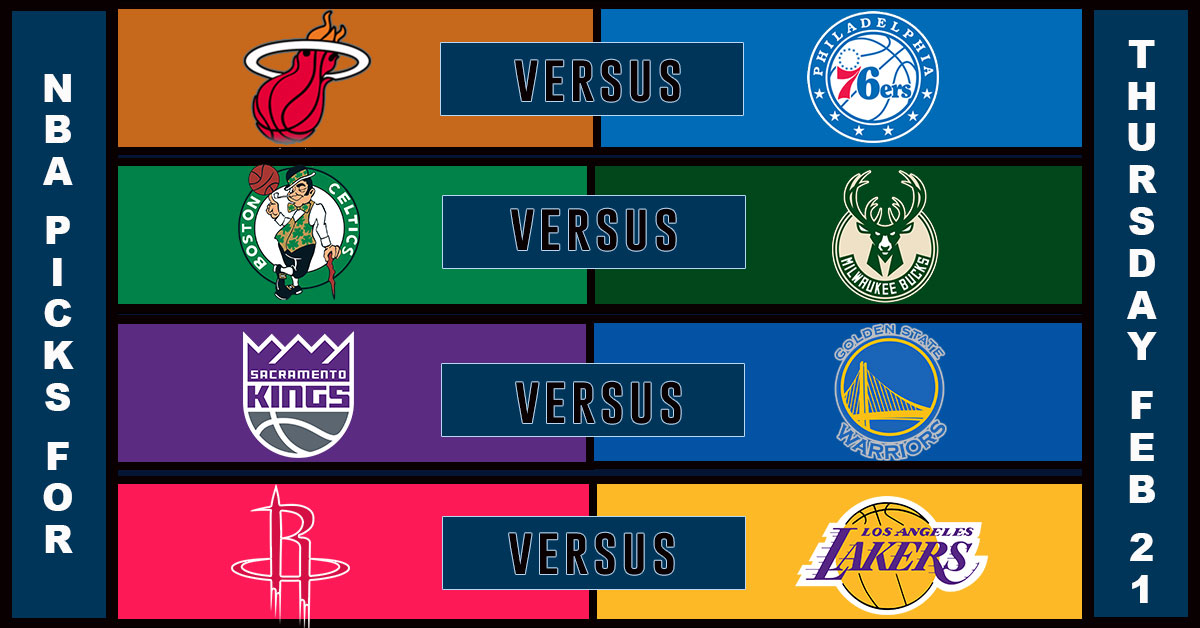 NBA PICKS FOR
VERSUS
PHILADELPHIA
76ers
BOSTON CELTICS
VERSUS
MILWAUKEE BUCKS
SACRAMENTO
KINGS
VERSUS
GOLDEN STATE
WARRIORS
R
VERSUS
LOS ANGELES
LAKERS
THURSDAY FEB 21